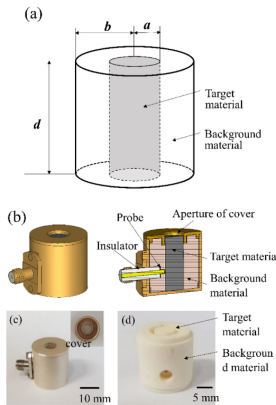 (a)
b
a
d
Target
material
Background
material
(b)
Probe
Aperture of cover
Insulator
Target materia
Background
material
(c)
cover
10 mm
(d)
Target
material
Backgroun
d material
5 mm